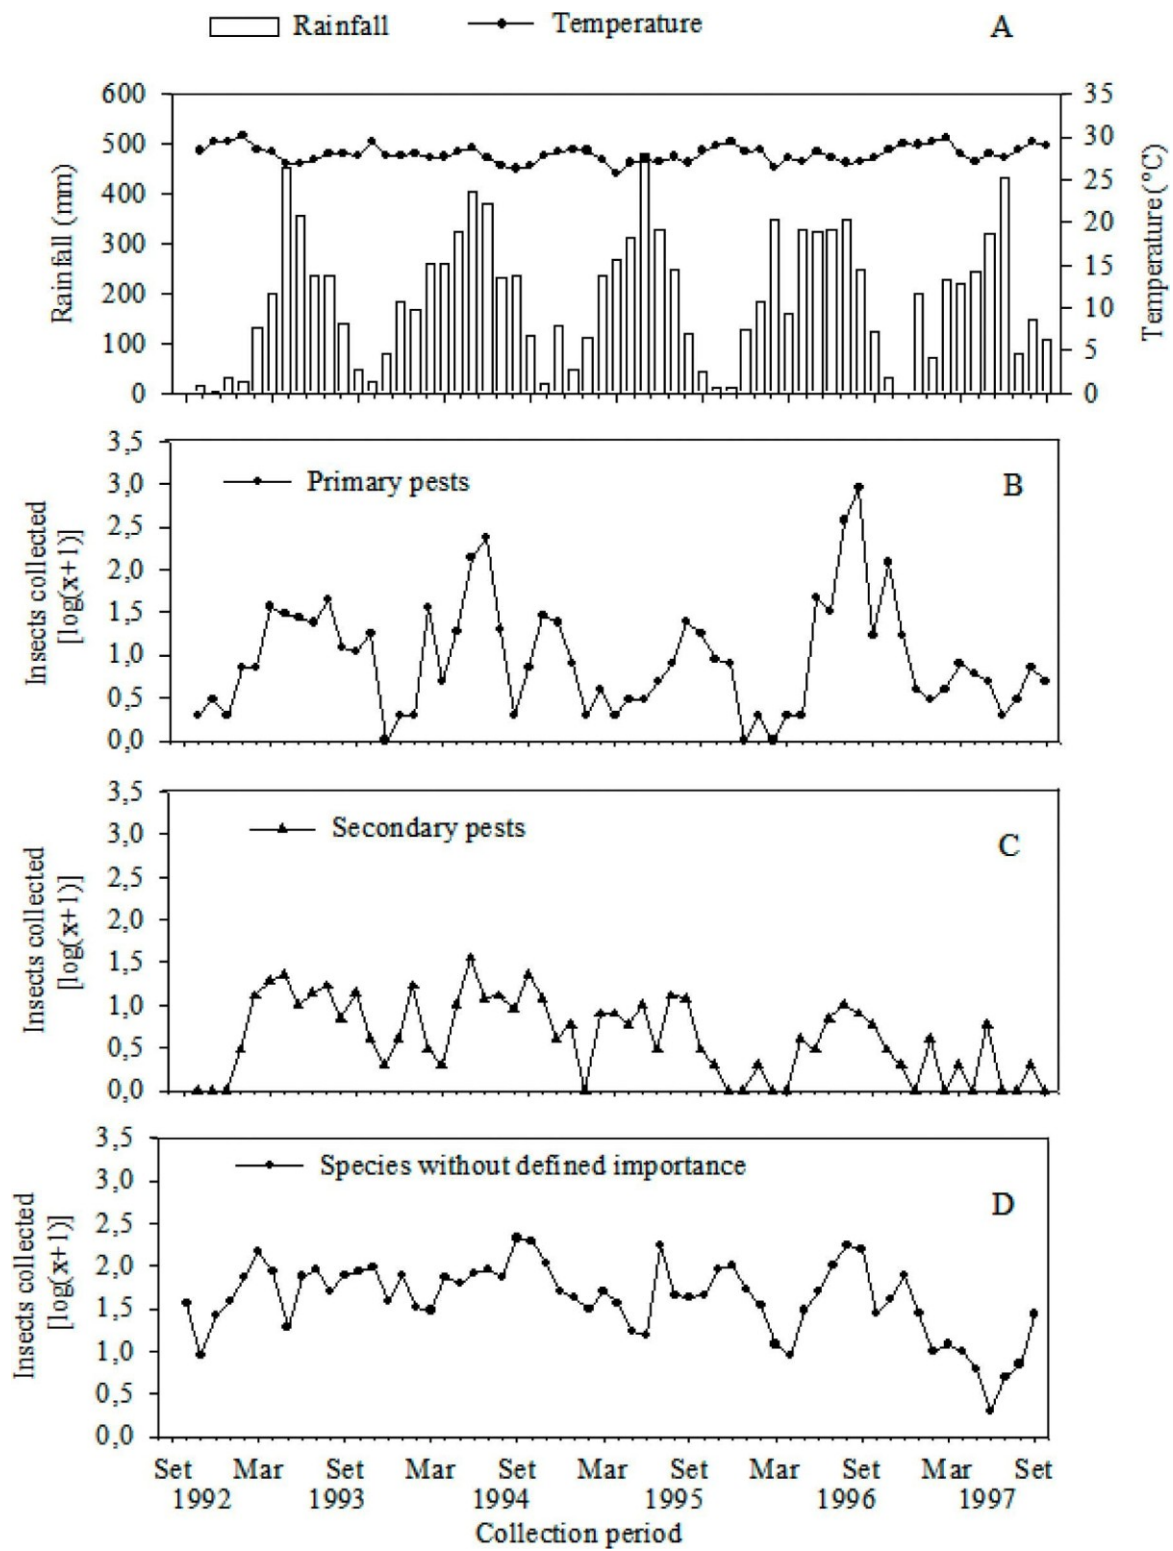 Rainfall Temperature A
600 35
500 30
400 25
300 20
200 15
100 10
0 5
0
Rainfall (mm)
Temperature (°C)
3,5
3,0
2,5
2,0
1,5
1,0
0,5
0,0
Insects collected
[log(x+1)]
Primary pests B
3,5
3,0
2,5
2,0
1,5
1,0
0,5
0,0
Insects collected
[log(x+1)]
Secondary pests C
3,5
3,0
2,5
2,0
1,5
1,0
0,5
0,0
Insects collected
[log(x+1)]
Species without defined importance D
Set Mar Set Mar Set Mar Set Mar Set Mar Set
1992 1993 1994 1995 1996 1997
Collection period